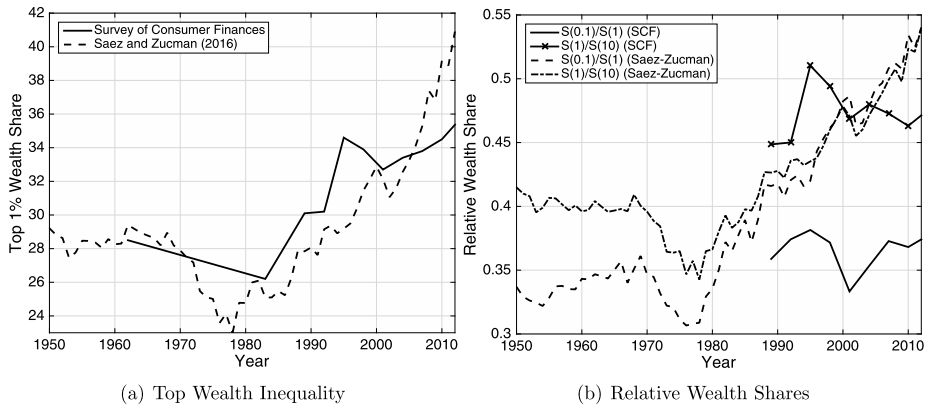 42
40
38
36
34
32
30
28
26
24
Top 1% Wealth Share
Survey of Consumer Finances
Saez and Zucman (2016)
1950 1960 1970 1980 1990 2000 2010
Year
(a) Top Wealth Inequality
0.55
0.5
0.45
0.4
0.35
0.3
Relative Wealth Share
S(0.1)/S(1) (SCF)
S(1)/S(10) (SCF)
S(0.1)/S(1) (Saez-Zucman)
S(1)/S(10) (Saez-Zucman)
1950 1960 1970 1980 1990 2000 2010
Year
(b) Relative Wealth Shares